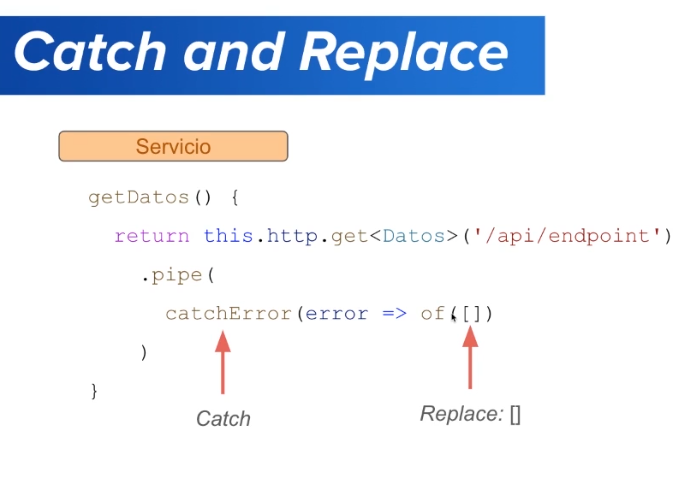 Catch and Replace
Servicio
getDatos() {
return this.http.get<Datos>('/api/endpoint')
.pipe(
catchError(error => of([])
)
}
Catch
Replace: []